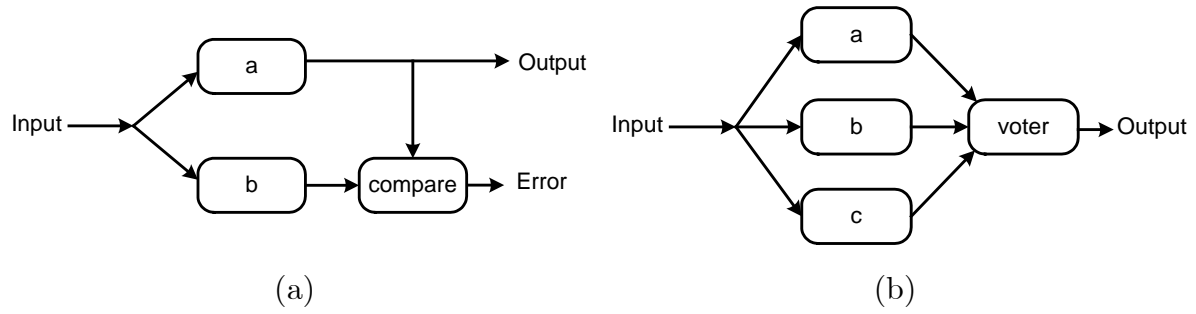 a
Output
Input
b
compare
Error
(a)
a
Input
b
voter
Output
c
(b)